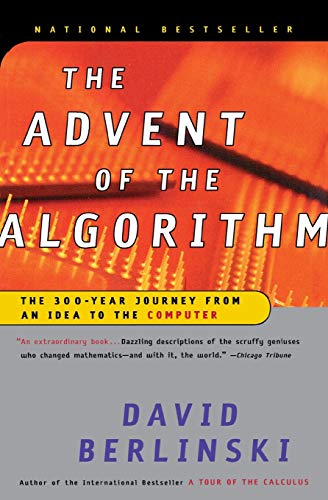 NATIONAL BESTSELLER
THE
ADVENT
OF THE
ALGORITHM
THE 300-YEAR JOURNEY FROM
AN IDEA TO THE COMPUTER
"An extraordinary book...Dazzling descriptions of the scruffy geniuses
who changed mathematics—and with it, the world." —Chicago Tribune
DAVID
BERLINSKI
Author of the International Bestseller A TOUR OF THE CALCULUS